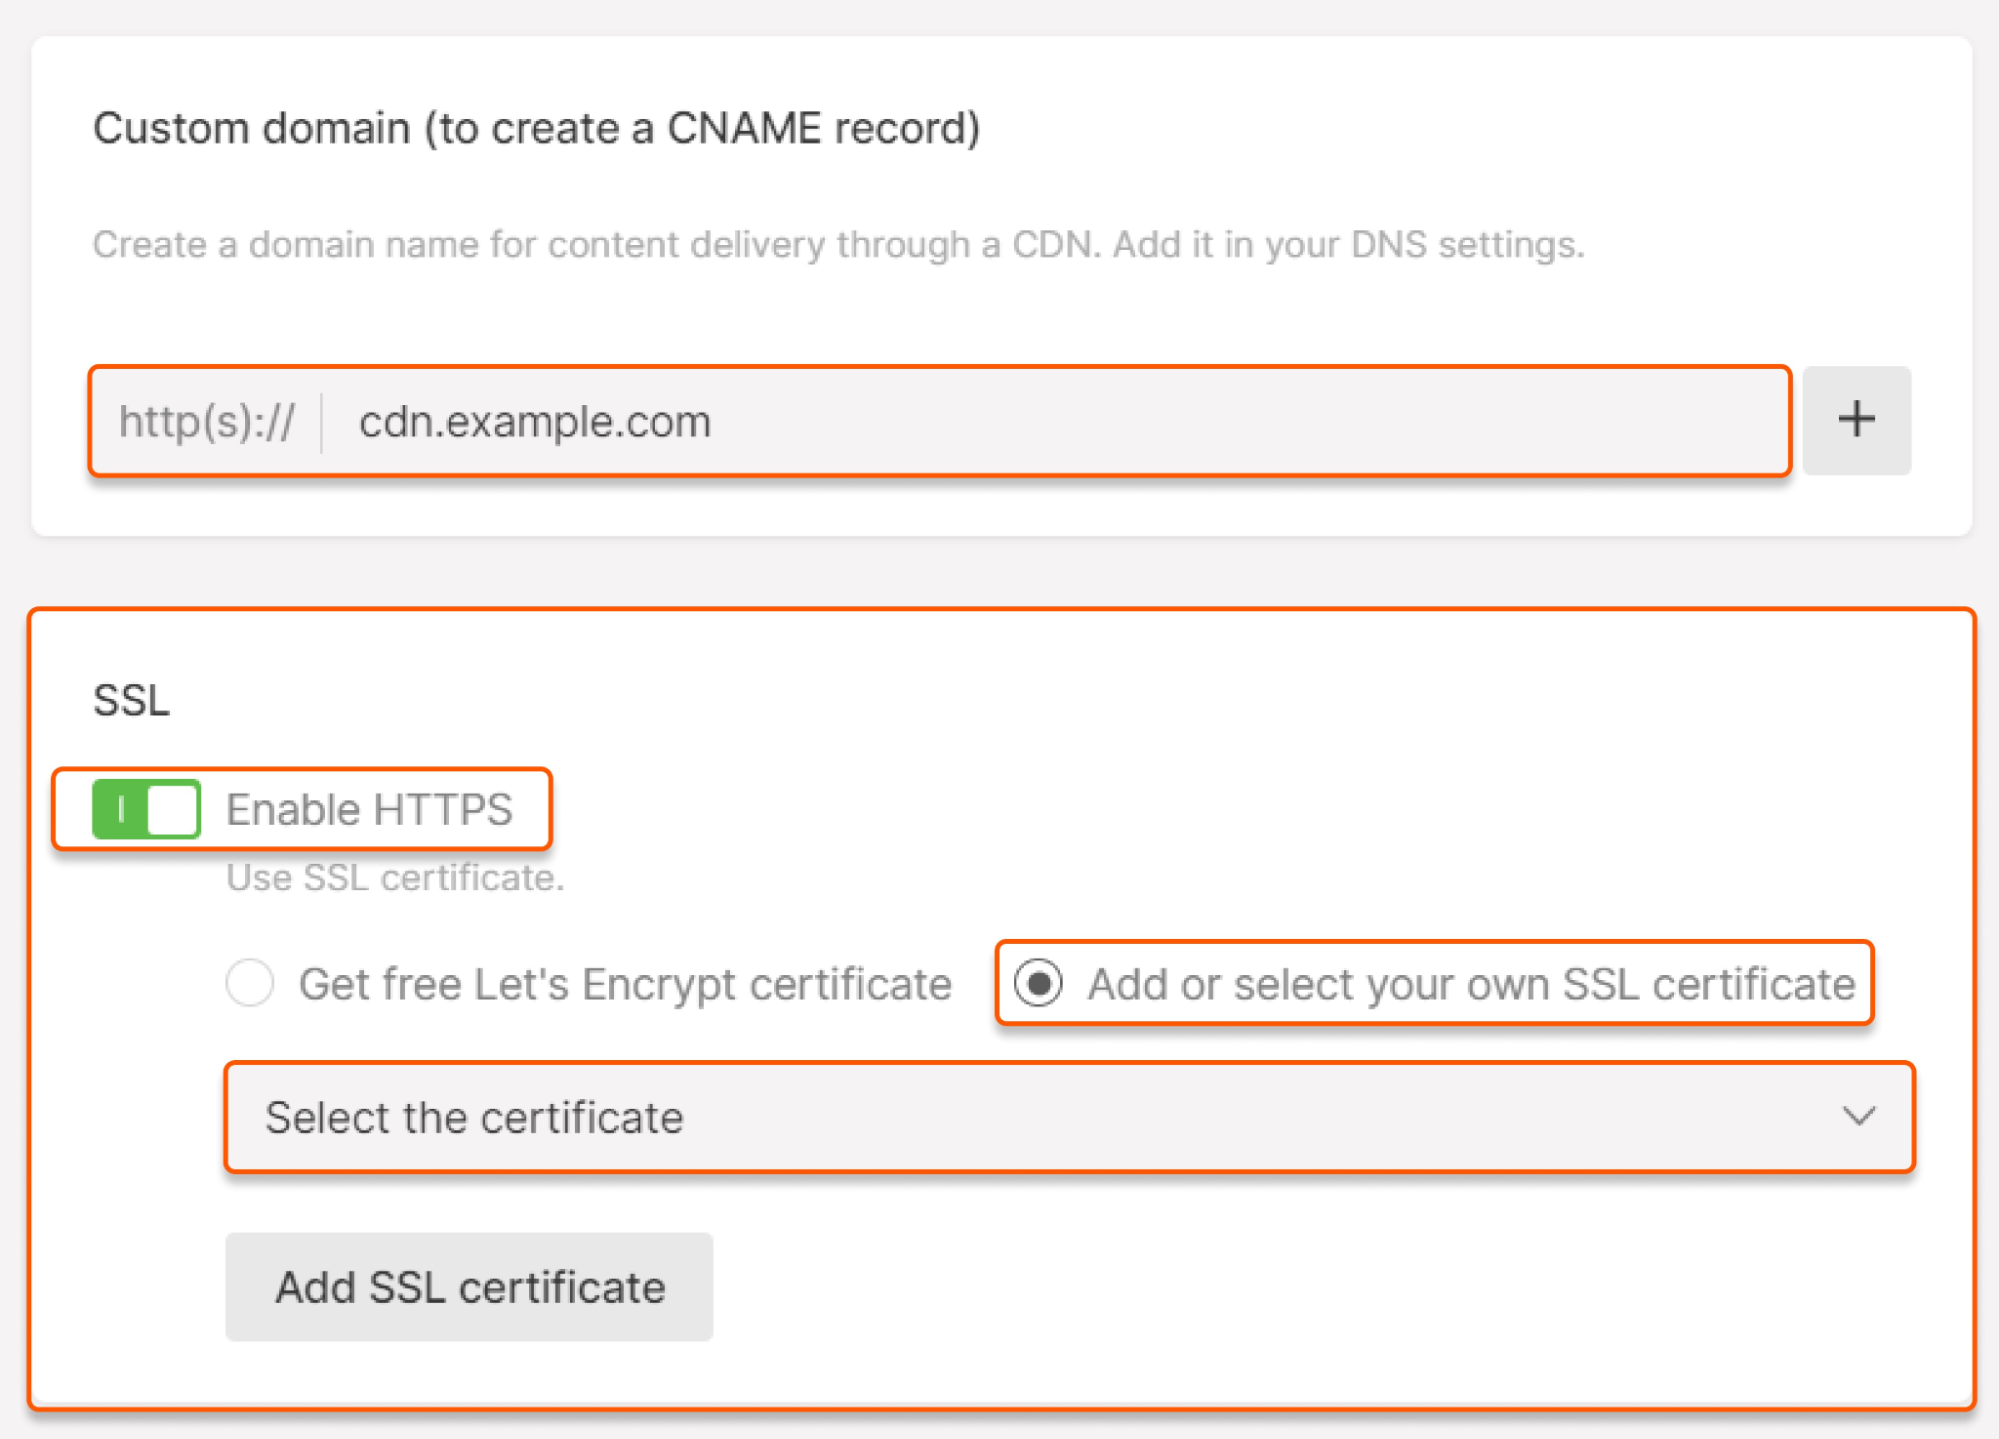 Custom domain (to create a CNAME record)
Create a domain name for content delivery through a CDN. Add it in your DNS settings.
http(s):// cdn.example.com +
SSL
Enable HTTPS
Use SSL certificate.
Get free Let's Encrypt certificate Add or select your own SSL certificate
Select the certificate
Add SSL certificate